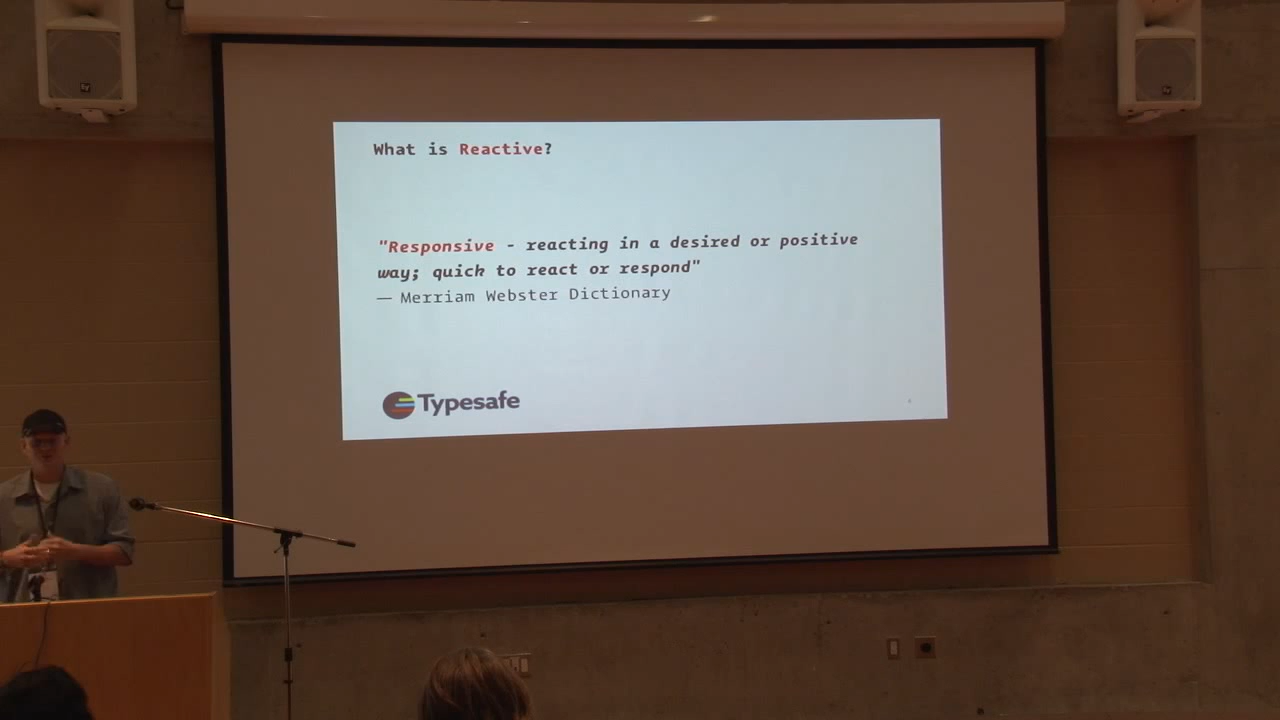 What is Reactive?
"Responsive - reacting in a desired or positive
way; quick to react or respond"
— Merriam Webster Dictionary
Typesafe